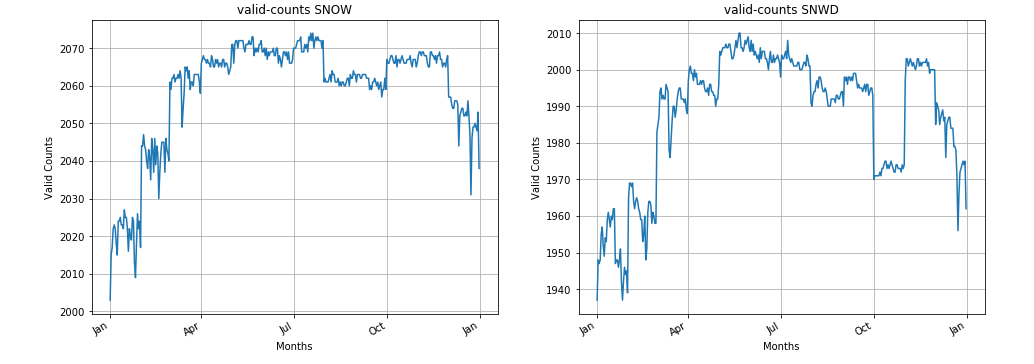 valid-counts SNOW
2070
2060
2050
2040
2030
2020
2010
2000
Valid Counts
Jan
Apr
Jul
Oct
Jan
Months
valid-counts SNWD
2010
2000
1990
1980
1970
1960
1950
1940
Valid Counts
Jan
Apr
Jul
Oct
Jan
Months